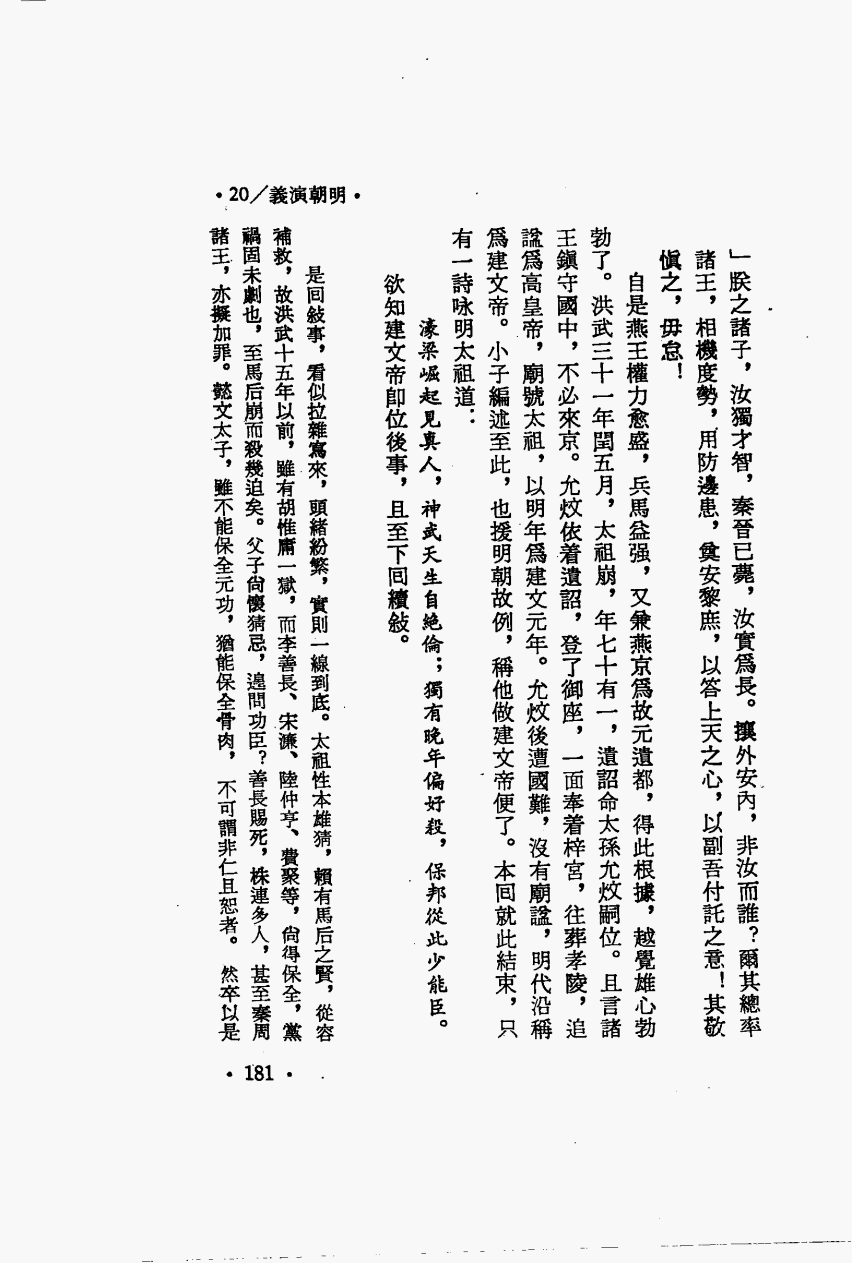 •20／義演朝明•
﹂朕之諸子，汝獨才智，秦晉已薨，汝實爲長。攘外安內，非汝而誰？爾其總率
諸王，相機度勢，用防邊患，奠安黎庶，以答上天之心，以副吾付託之意！其敬
愼之，毋怠！
自是燕王權力愈盛，兵馬益强，又兼燕京爲故元遺都，得此根據，越覺雄心勃
勃了。洪武三十一年閏五月，太祖崩，年七十有一，遺詔命太孫允炆嗣位。且言諸
王鎭守國中，不必來京。允炆依着遺詔，登了御座，一面奉着梓宮，往葬孝陵，追
諡爲高皇帝，廟號太祖，以明年爲建文元年。允炆後遭國難，沒有廟諡，明代沿稱
爲建文帝。小子編述至此，也援明朝故例，稱他做建文帝便了。本回就此結束，只
有一詩咏明太祖道：
濠梁崛起見眞人，神武天生自絕倫；獨有晚年偏好殺，保邦從此少能臣。
欲知建文帝卽位後事，且至下回續敍。
是回敍事，看似拉雜寫來，頭緒紛繁，實則一線到底。太祖性本雄猜，賴有馬后之賢，從容
補救，故洪武十五年以前，雖有胡惟庸一獄，而李善長、宋濂、陸仲亨、費聚等，尙得保全，黨
禍固未劇也，至馬后崩而殺幾迫矣。父子尙懷猜忌，遑問功臣？善長賜死，株連多人，甚至秦周
諸王，亦擬加罪。懿文太子，雖不能保全元功，猶能保全骨肉，不可謂非仁且恕者。然卒以是
•181•